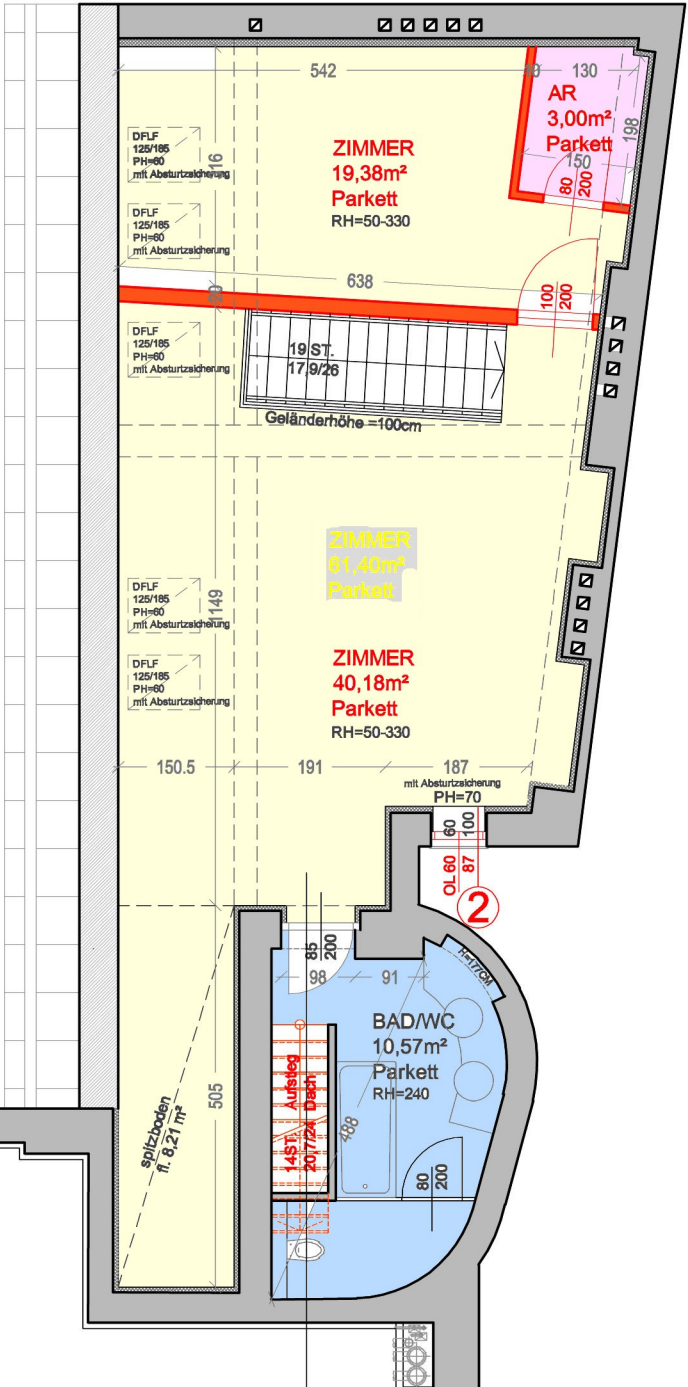 542
10
130
AR
3,00m²
Parkett
150
198
80
200
DFLF
125/185
PH=60
mit Absturtzsicherung
416
ZIMMER
19,38m²
Parkett
RH=50-330
DFLF
125/185
PH=60
mit Absturtzsicherung
638
20
100
200
DFLF
125/185
PH=60
mit Absturtzsicherung
19 ST.
17,9/26
Geländerhöhe =100cm
ZIMMER
61,40m²
Parkett
DFLF
125/185
PH=60
mit Absturtzsicherung
1149
DFLF
125/185
PH=60
mit Absturtzsicherung
ZIMMER
40,18m²
Parkett
RH=50-330
150.5
191
187
mit Absturtzsicherung
PH=70
60
100
OL 60
87
2
85
200
98
91
H=177CM
BAD/WC
10,57m²
Parkett
RH=240
14ST. Aufstieg
20,7/24 Dach
488
80
200
505
spitzboden
fl. 8,21 m²